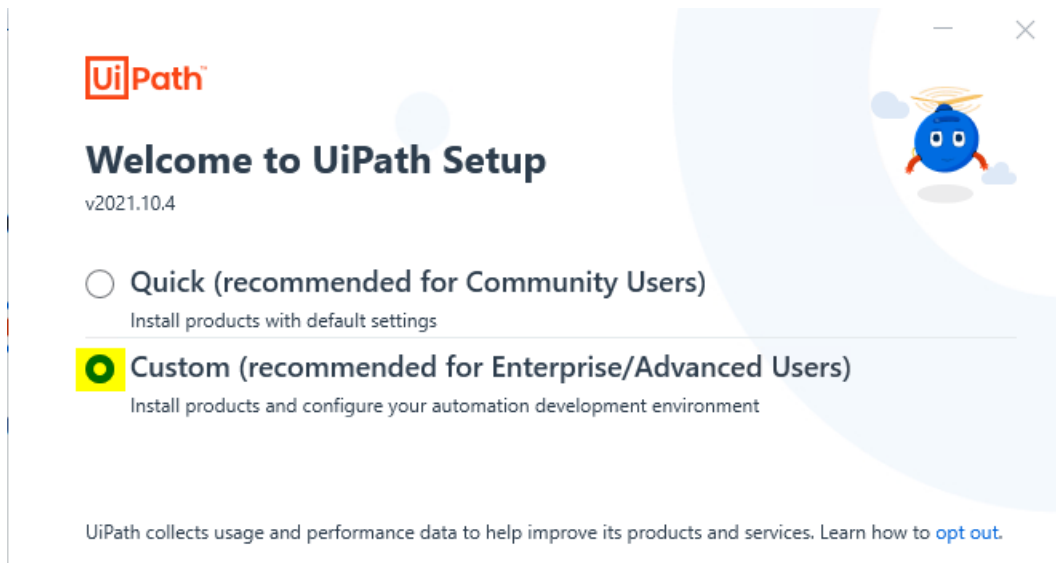 UiPath™
Welcome to UiPath Setup
v2021.10.4
Quick (recommended for Community Users)
Install products with default settings
Custom (recommended for Enterprise/Advanced Users)
Install products and configure your automation development environment
UiPath collects usage and performance data to help improve its products and services. Learn how to opt out.